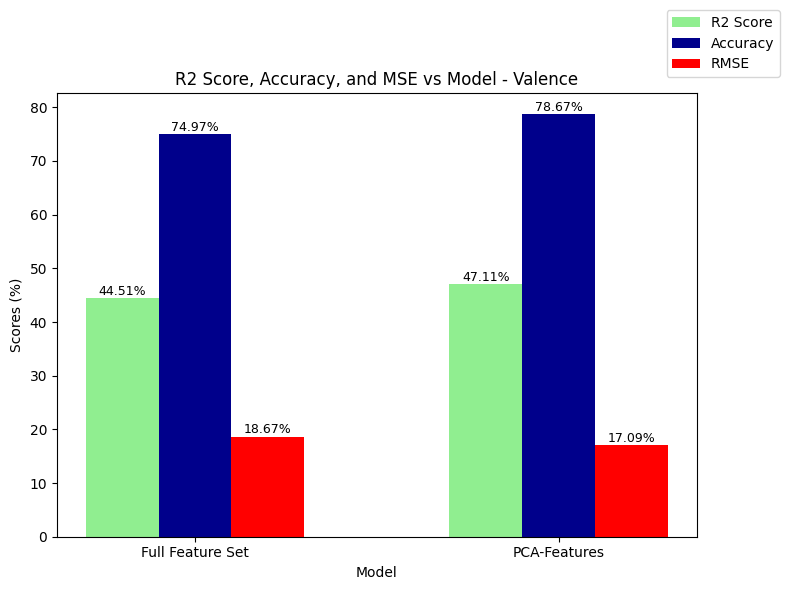 R2 Score
Accuracy
RMSE
R2 Score, Accuracy, and MSE vs Model - Valence
80
70
60
50
40
30
20
10
0
Scores (%)
44.51%
74.97%
18.67%
47.11%
78.67%
17.09%
Full Feature Set
PCA-Features
Model